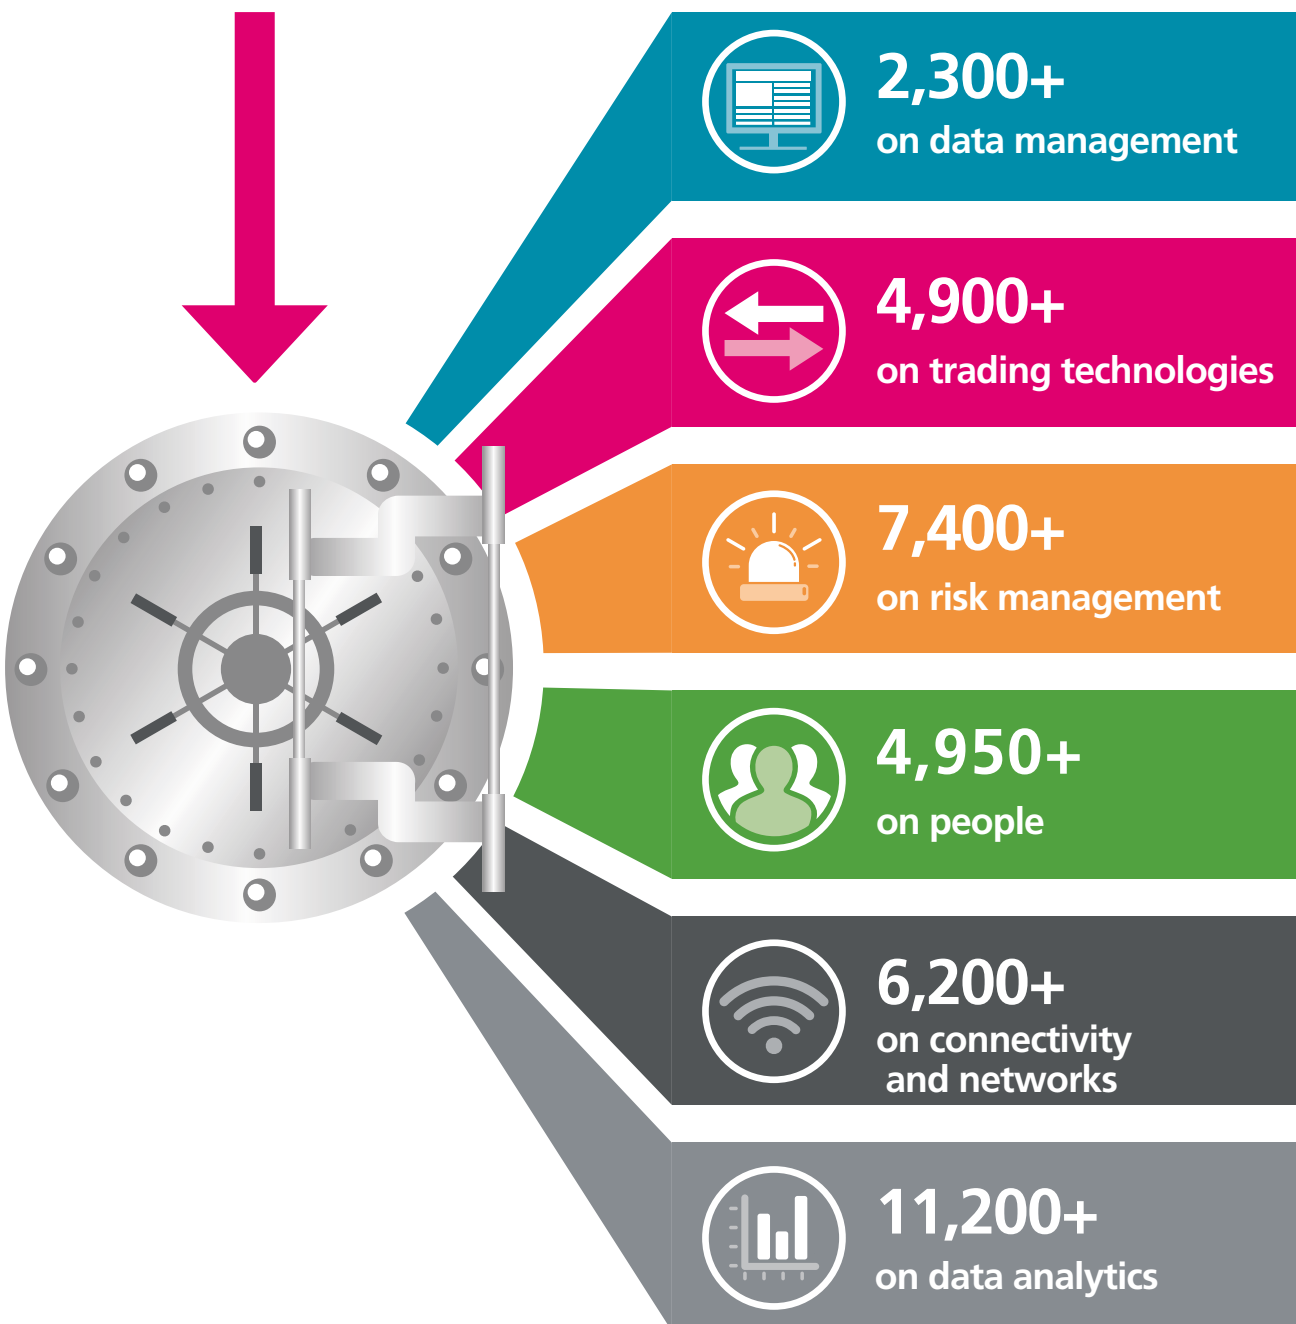 2,300+
on data management
4,900+
on trading technologies
7,400+
on risk management
4,950+
on people
6,200+
on connectivity
and networks
11,200+
on data analytics